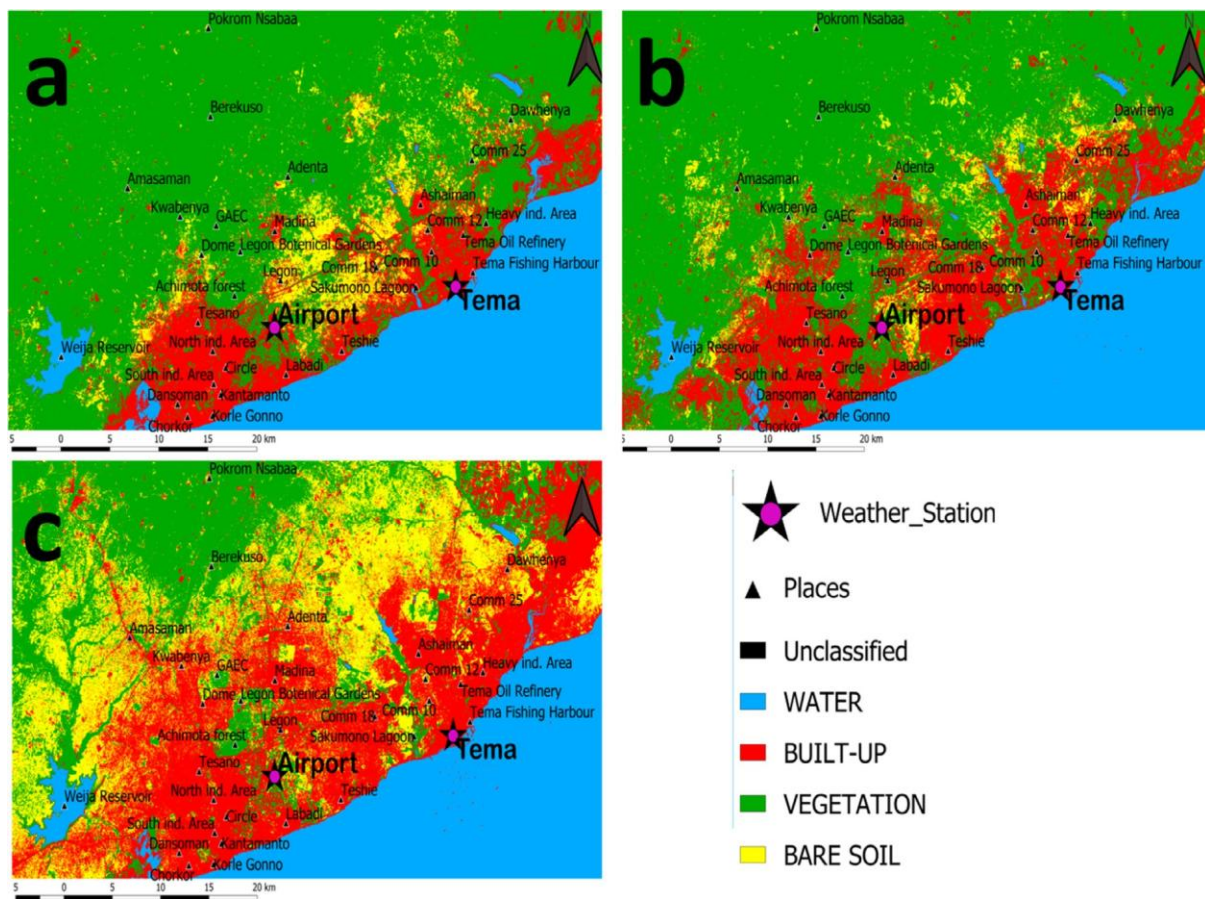 a
N
Pokrom Nsabaa
Berekuso
Dawhenya
Comm 25
Adenta
Amasaman
Ashaiman
Kwabenya
GAEC
Madina
Comm 12
Heavy ind. Area
Dome
Legon Botenical Gardens
Tema Oil Refinery
Comm 18
Comm 10
Legon
Tema Fishing Harbour
Achimota forest
Sakumono Lagoon
Tema
Tesano
Airport
Weija Reservoir
North ind. Area
Teshie
Circle
Labadi
South ind. Area
Dansoman
Kantamanto
Chorkor
Korle Gonno
5 0 5 10 15 20 km
b
N
Pokrom Nsabaa
Berekuso
Dawhenya
Comm 25
Adenta
Amasaman
Ashaiman
Kwabenya
GAEC
Madina
Comm 12
Heavy ind. Area
Dome
Legon Botenical Gardens
Tema Oil Refinery
Comm 18
Comm 10
Legon
Tema Fishing Harbour
Achimota forest
Sakumono Lagoon
Tema
Tesano
Airport
Weija Reservoir
North ind. Area
Teshie
Circle
Labadi
South ind. Area
Dansoman
Kantamanto
Chorkor
Korle Gonno
5 0 5 10 15 20 km
c
N
Pokrom Nsabaa
Berekuso
Dawhenya
Comm 25
Adenta
Amasaman
Ashaiman
Kwabenya
GAEC
Madina
Comm 12
Heavy ind. Area
Dome
Legon Botenical Gardens
Tema Oil Refinery
Comm 18
Comm 10
Legon
Tema Fishing Harbour
Achimota forest
Sakumono Lagoon
Tema
Tesano
Airport
Weija Reservoir
North ind. Area
Teshie
Circle
Labadi
South ind. Area
Dansoman
Kantamanto
Chorkor
Korle Gonno
5 0 5 10 15 20 km
Weather_Station
Places
Unclassified
WATER
BUILT-UP
VEGETATION
BARE SOIL